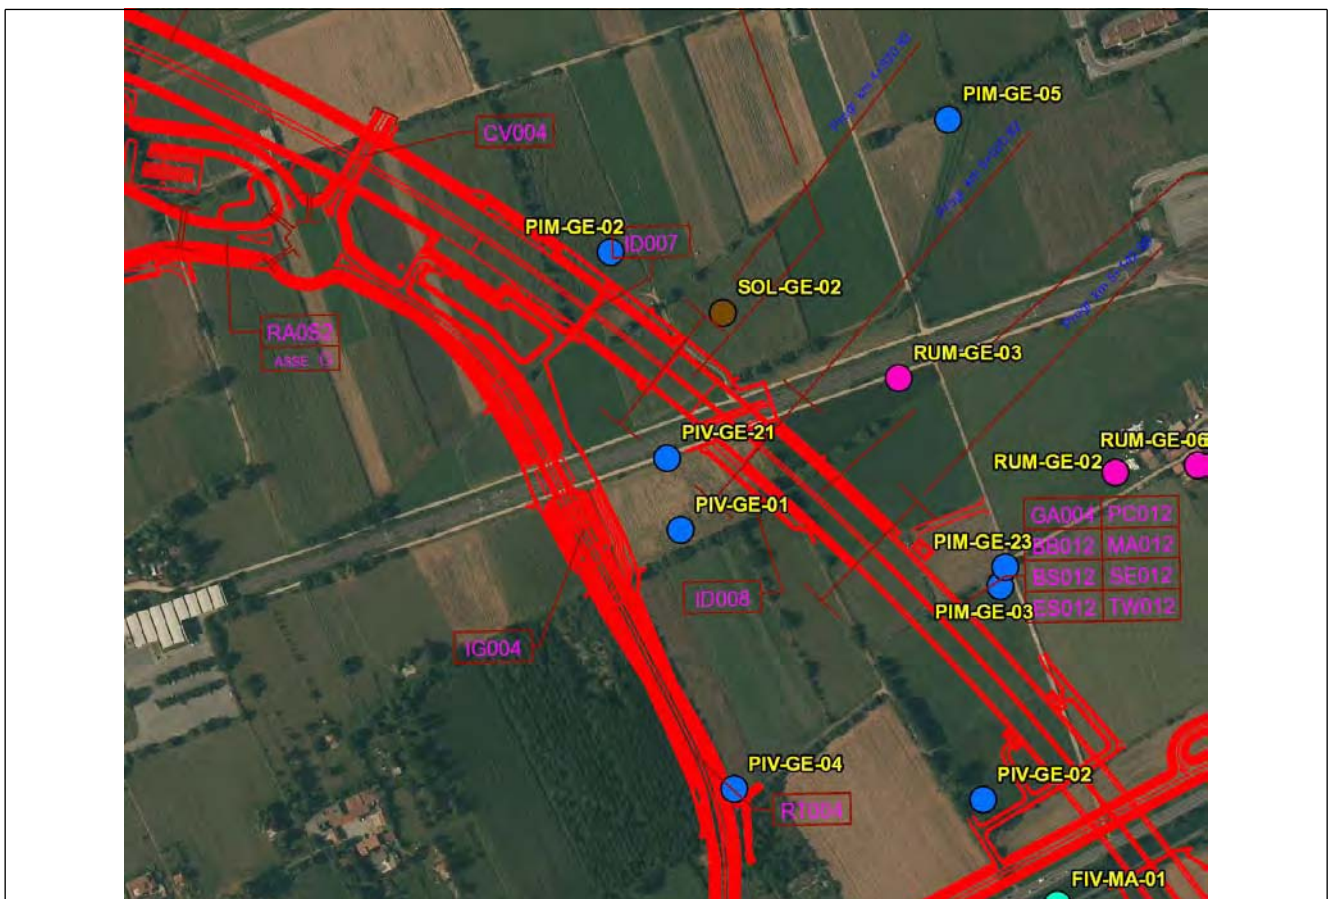 PIM-GE-05
CV004
PIM-GE-02
ID007
SOL-GE-02
RA0S2
RUM-GE-03
PIV-GE-21
RUM-GE-06
RUM-GE-02
PIV-GE-01
GA004 PC012
PIM-GE-23
BB012 MA012
BS012 SE012
ID008
PIM-GE-03
ES012 TW012
IG004
PIV-GE-04
PIV-GE-02
RT004
FIV-MA-01